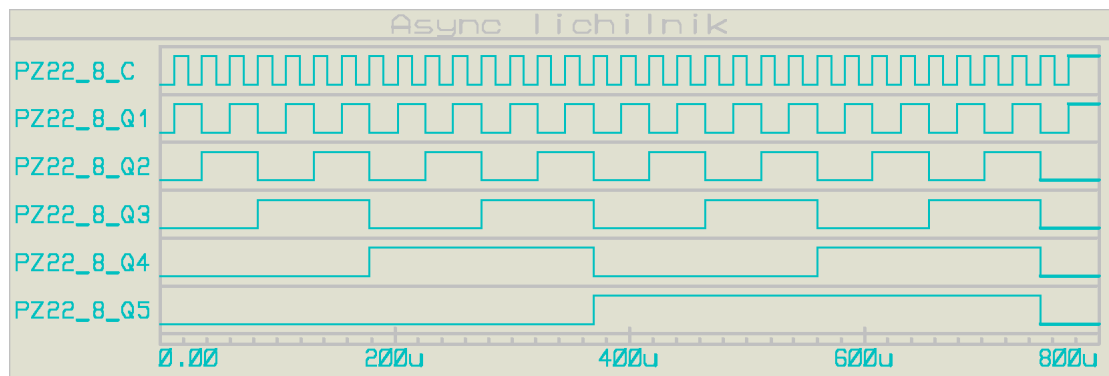 Async lichilnik
PZ22_8_C
PZ22_8_Q1
PZ22_8_Q2
PZ22_8_Q3
PZ22_8_Q4
PZ22_8_Q5
0.00 200u 400u 600u 800u